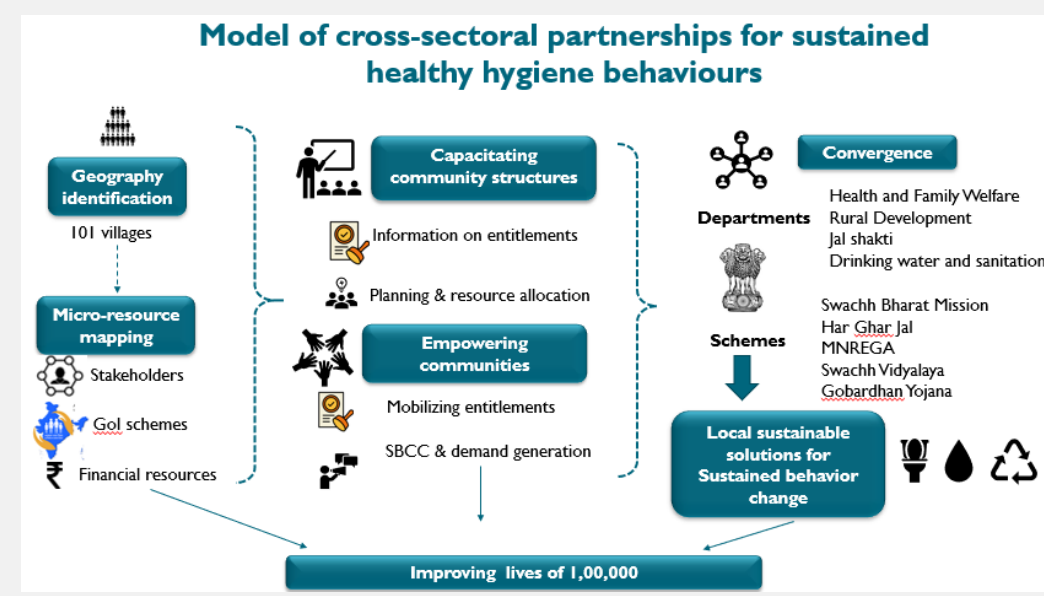 Model of cross-sectoral partnerships for sustained
healthy hygiene behaviours
Geography
identification
101 villages
Micro-resource
mapping
Stakeholders
GoI schemes
₹ Financial resources
Capacitating
community structures
Information on entitlements
Planning & resource allocation
Empowering
communities
Mobilizing entitlements
SBCC & demand generation
Convergence
Departments
Health and Family Welfare
Rural Development
Jal shakti
Drinking water and sanitation
Schemes
Swachh Bharat Mission
Har Ghar Jal
MNREGA
Swachh Vidyalaya
Gobardhan Yojana
Local sustainable
solutions for
Sustained behavior
change
Improving lives of 1,00,000